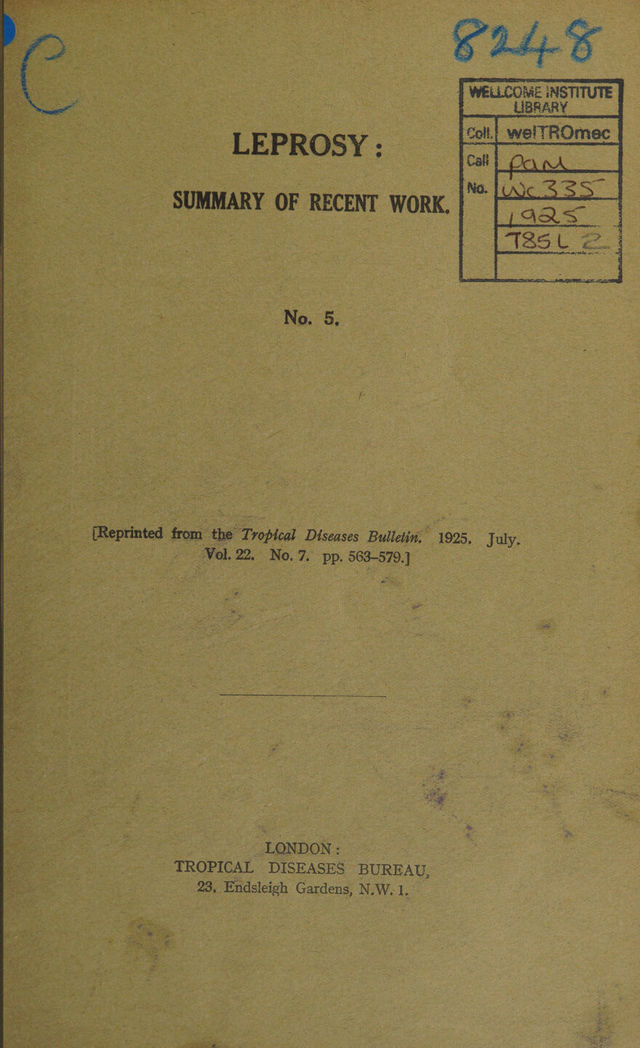 C
8248
WELLCOME INSTITUTE
LIBRARY
Coll. welTROmec
Call Pam
No. WC335
1925
T85L 2
LEPROSY:
SUMMARY OF RECENT WORK.
No. 5.
[Reprinted from the Tropical Diseases Bulletin. 1925. July.
Vol. 22. No. 7. pp. 563–579.]
LONDON:
TROPICAL DISEASES BUREAU,
23, Endsleigh Gardens, N.W. 1.